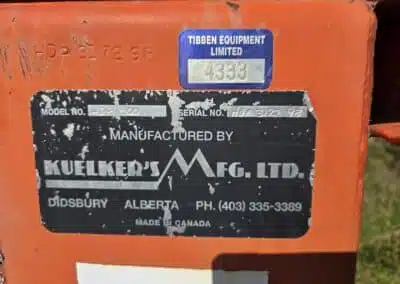 TIBBEN EQUIPMENT
LIMITED
4333
MODEL NO.
SERIAL NO.
MANUFACTURED BY
KUELKER'S MFG. LTD.
DIDSBURY ALBERTA PH. (403) 335-3389
MADE IN CANADA